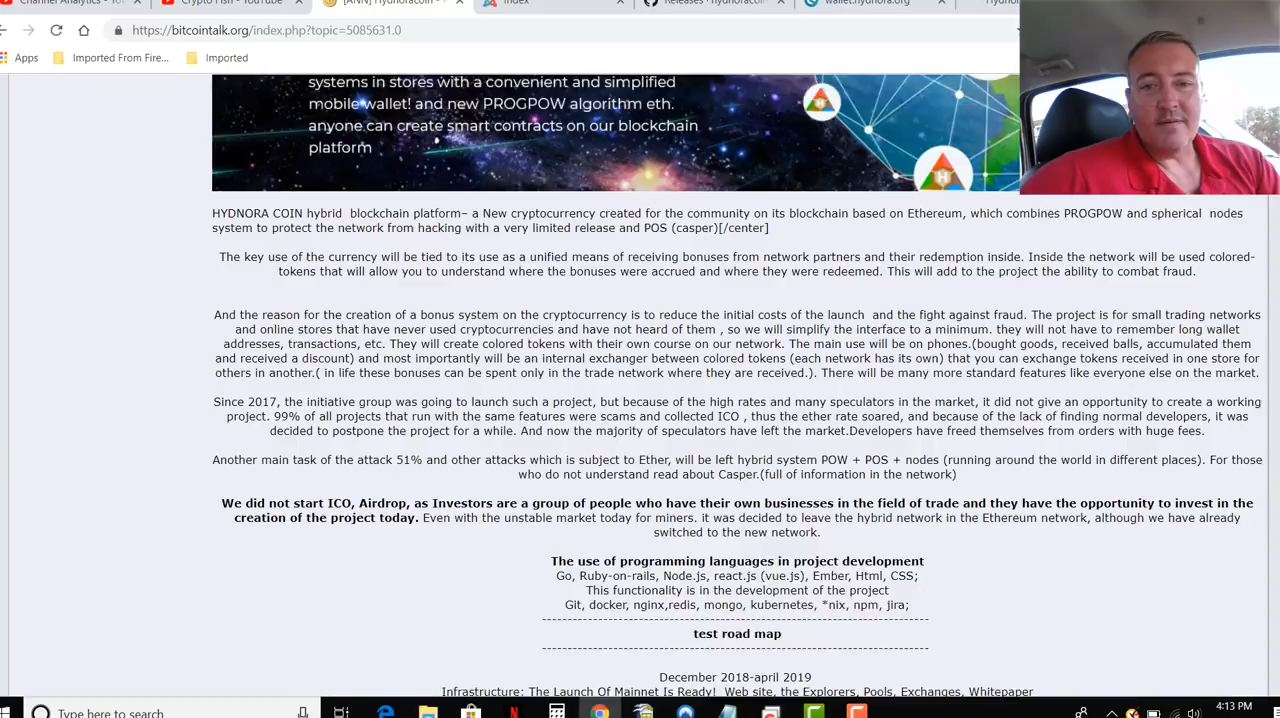 Channel Analytics - YouTube
Crypto Fish - YouTube
[ANN] Hydnoracoin
Index
Releases · hydnoracoin
wallet.hydnora.org
https://bitcointalk.org/index.php?topic=5085631.0
Apps Imported From Fire... Imported
systems in stores with a convenient and simplified
mobile wallet! and new PROGPOW algorithm eth.
anyone can create smart contracts on our blockchain
platform
H
H
HYDNORA COIN hybrid blockchain platform– a New cryptocurrency created for the community on its blockchain based on Ethereum, which combines PROGPOW and spherical nodes
system to protect the network from hacking with a very limited release and POS (casper)[/center]
The key use of the currency will be tied to its use as a unified means of receiving bonuses from network partners and their redemption inside. Inside the network will be used colored-
tokens that will allow you to understand where the bonuses were accrued and where they were redeemed. This will add to the project the ability to combat fraud.
And the reason for the creation of a bonus system on the cryptocurrency is to reduce the initial costs of the launch and the fight against fraud. The project is for small trading networks
and online stores that have never used cryptocurrencies and have not heard of them , so we will simplify the interface to a minimum. they will not have to remember long wallet
addresses, transactions, etc. They will create colored tokens with their own course on our network. The main use will be on phones.(bought goods, received balls, accumulated them
and received a discount) and most importantly will be an internal exchanger between colored tokens (each network has its own) that you can exchange tokens received in one store for
others in another.( in life these bonuses can be spent only in the trade network where they are received.). There will be many more standard features like everyone else on the market.
Since 2017, the initiative group was going to launch such a project, but because of the high rates and many speculators in the market, it did not give an opportunity to create a working
project. 99% of all projects that run with the same features were scams and collected ICO , thus the ether rate soared, and because of the lack of finding normal developers, it was
decided to postpone the project for a while. And now the majority of speculators have left the market.Developers have freed themselves from orders with huge fees.
Another main task of the attack 51% and other attacks which is subject to Ether, will be left hybrid system POW + POS + nodes (running around the world in different places). For those
who do not understand read about Casper.(full of information in the network)
We did not start ICO, Airdrop, as Investors are a group of people who have their own businesses in the field of trade and they have the opportunity to invest in the
creation of the project today. Even with the unstable market today for miners. it was decided to leave the hybrid network in the Ethereum network, although we have already
switched to the new network.
The use of programming languages in project development
Go, Ruby-on-rails, Node.js, react.js (vue.js), Ember, Html, CSS;
This functionality is in the development of the project
Git, docker, nginx,redis, mongo, kubernetes, *nix, npm, jira;
--------------------------------------------------------------------------------
test road map
--------------------------------------------------------------------------------
December 2018-april 2019
Infrastructure: The Launch Of Mainnet Is Ready! Web site, the Explorers, Pools, Exchanges, Whitepaper
Type here to search
4:13 PM